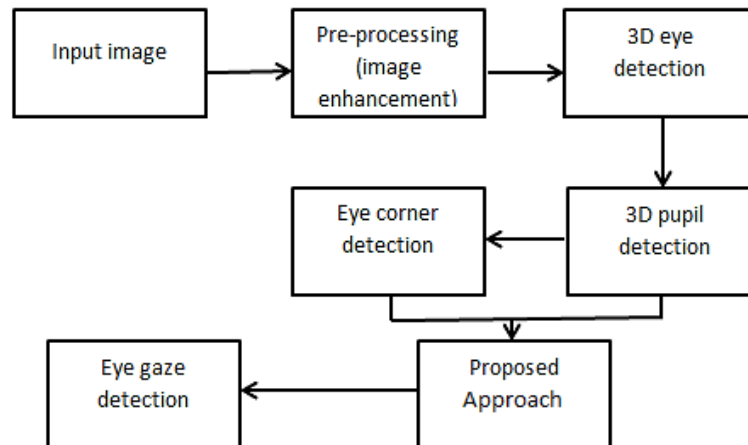 Input image
Pre-processing
(image
enhancement)
3D eye
detection
Eye corner
detection
3D pupil
detection
Eye gaze
detection
Proposed
Approach